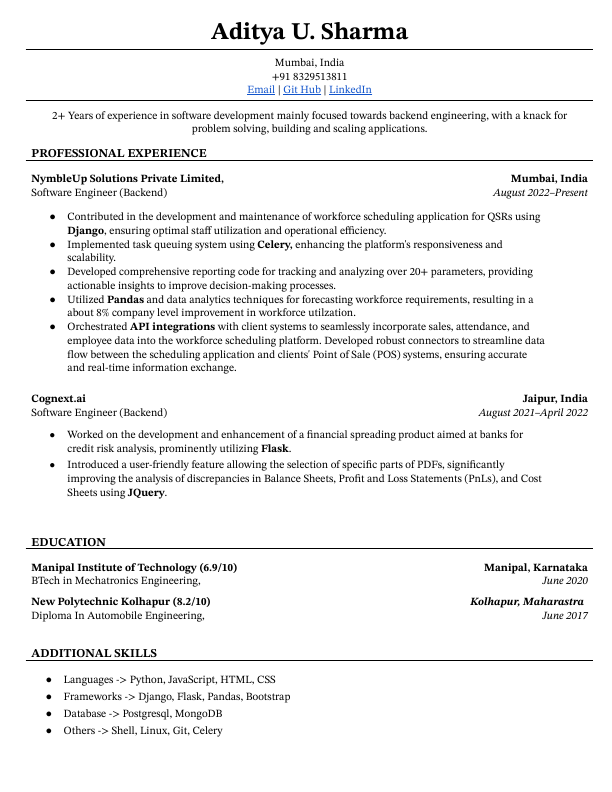 Aditya U. Sharma
Mumbai, India
+91 8329513811
Email | Git Hub | LinkedIn
2+ Years of experience in software development mainly focused towards backend engineering, with a knack for
problem solving, building and scaling applications.
PROFESSIONAL EXPERIENCE
NymbleUp Solutions Private Limited, Mumbai, India
Software Engineer (Backend) August 2022–Present
● Contributed in the development and maintenance of workforce scheduling application for QSRs using
Django, ensuring optimal staff utilization and operational efficiency.
● Implemented task queuing system using Celery, enhancing the platform's responsiveness and
scalability.
● Developed comprehensive reporting code for tracking and analyzing over 20+ parameters, providing
actionable insights to improve decision-making processes.
● Utilized Pandas and data analytics techniques for forecasting workforce requirements, resulting in a
about 8% company level improvement in workforce utilzation.
● Orchestrated API integrations with client systems to seamlessly incorporate sales, attendance, and
employee data into the workforce scheduling platform. Developed robust connectors to streamline data
flow between the scheduling application and clients' Point of Sale (POS) systems, ensuring accurate
and real-time information exchange.
Cognext.ai Jaipur, India
Software Engineer (Backend) August 2021–April 2022
● Worked on the development and enhancement of a financial spreading product aimed at banks for
credit risk analysis, prominently utilizing Flask.
● Introduced a user-friendly feature allowing the selection of specific parts of PDFs, significantly
improving the analysis of discrepancies in Balance Sheets, Profit and Loss Statements (PnLs), and Cost
Sheets using JQuery.
EDUCATION
Manipal Institute of Technology (6.9/10) Manipal, Karnataka
BTech in Mechatronics Engineering, June 2020
New Polytechnic Kolhapur (8.2/10) Kolhapur, Maharastra
Diploma In Automobile Engineering, June 2017
ADDITIONAL SKILLS
● Languages -> Python, JavaScript, HTML, CSS
● Frameworks -> Django, Flask, Pandas, Bootstrap
● Database -> Postgresql, MongoDB
● Others -> Shell, Linux, Git, Celery